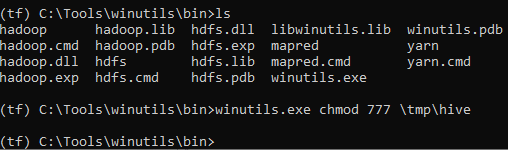 (tf) C:\Tools\winutils\bin>ls
hadoop hadoop.lib hdfs.dll libwinutils.lib winutils.pdb
hadoop.cmd hadoop.pdb hdfs.exp mapred yarn
hadoop.dll hdfs hdfs.lib mapred.cmd yarn.cmd
hadoop.exp hdfs.cmd hdfs.pdb winutils.exe
(tf) C:\Tools\winutils\bin>winutils.exe chmod 777 \tmp\hive
(tf) C:\Tools\winutils\bin>